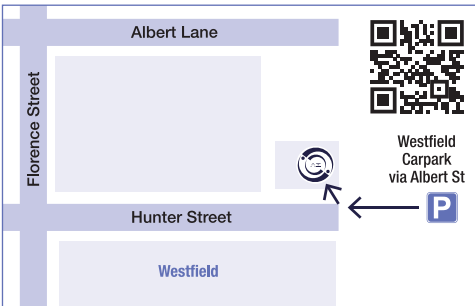 Albert Lane
Florence Street
Westfield
Carpark
via Albert St
P
Hunter Street
Westfield